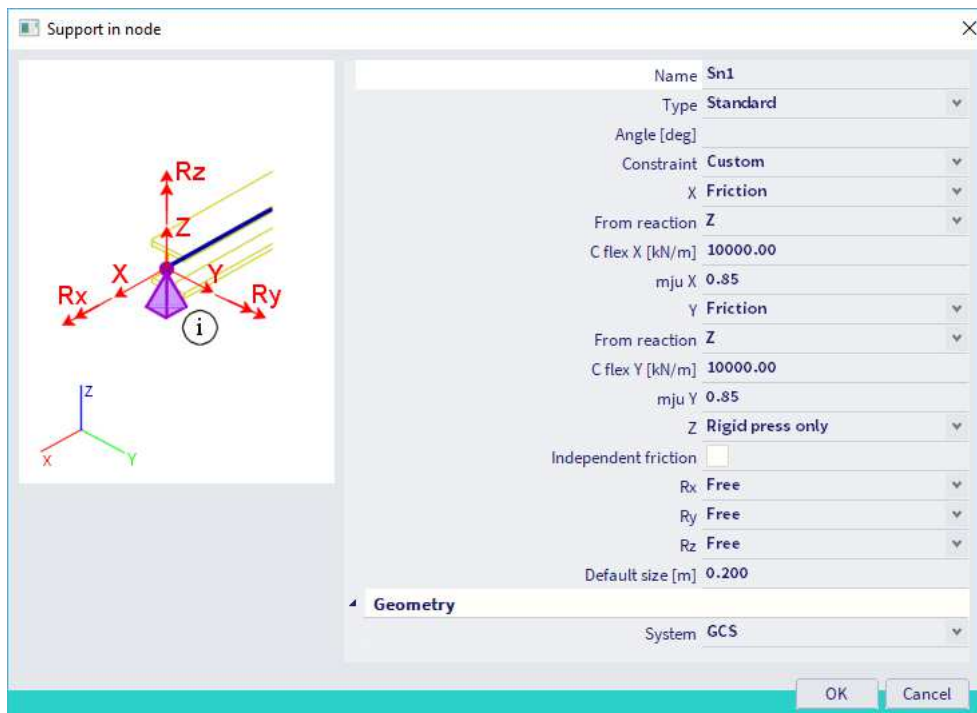 Support in node
Rz
Z
X
Y
Rx
Ry
i
Z
X
Y
Name Sn1
Type Standard
Angle [deg]
Constraint Custom
X Friction
From reaction Z
C flex X [kN/m] 10000.00
mju X 0.85
Y Friction
From reaction Z
C flex Y [kN/m] 10000.00
mju Y 0.85
Z Rigid press only
Independent friction
Rx Free
Ry Free
Rz Free
Default size [m] 0.200
Geometry
System GCS
OK Cancel